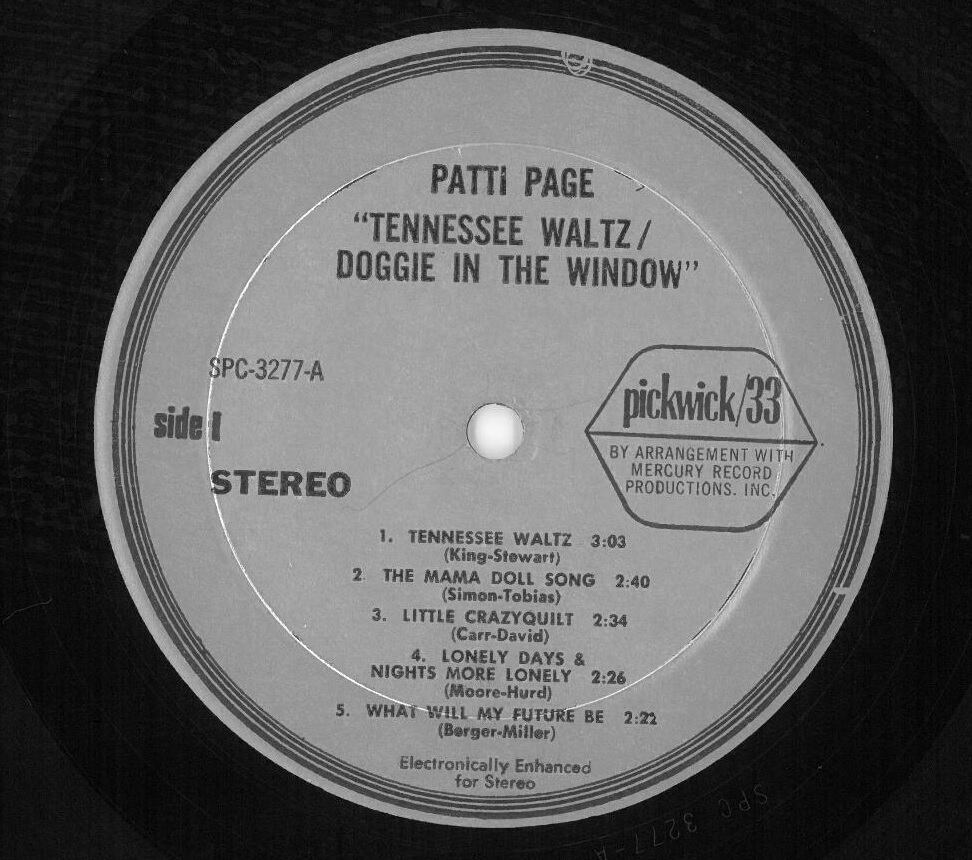 PATTI PAGE
"TENNESSEE WALTZ/
DOGGIE IN THE WINDOW"
SPC-3277-A
side 1
STEREO
pickwick/33
BY ARRANGEMENT WITH
MERCURY RECORD
PRODUCTIONS. INC.
1. TENNESSEE WALTZ 3:03
(King-Stewart)
2. THE MAMA DOLL SONG 2:40
(Simon-Tobias)
3. LITTLE CRAZYQUILT 2:34
(Carr-David)
4. LONELY DAYS &
NIGHTS MORE LONELY 2:26
(Moore-Hurd)
5. WHAT WILL MY FUTURE BE 2:22
(Berger-Miller)
Electronically Enhanced
for Stereo
SPC 3277-A